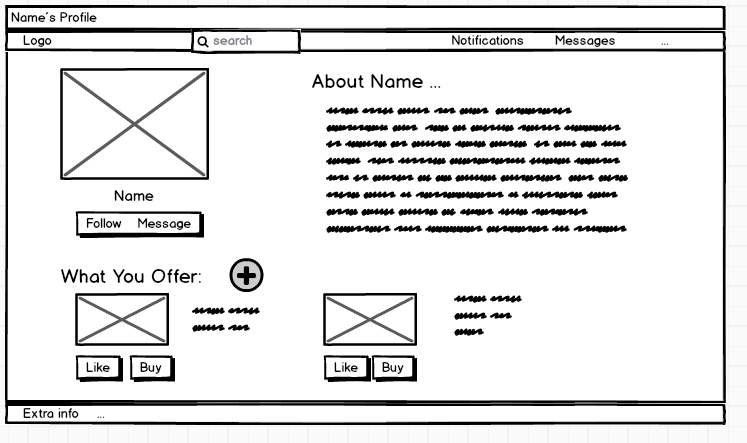 Name's Profile
Logo
search
Notifications
Messages
...
About Name ...
Name
Follow Message
What You Offer:
Like Buy
Like Buy
Extra info ...